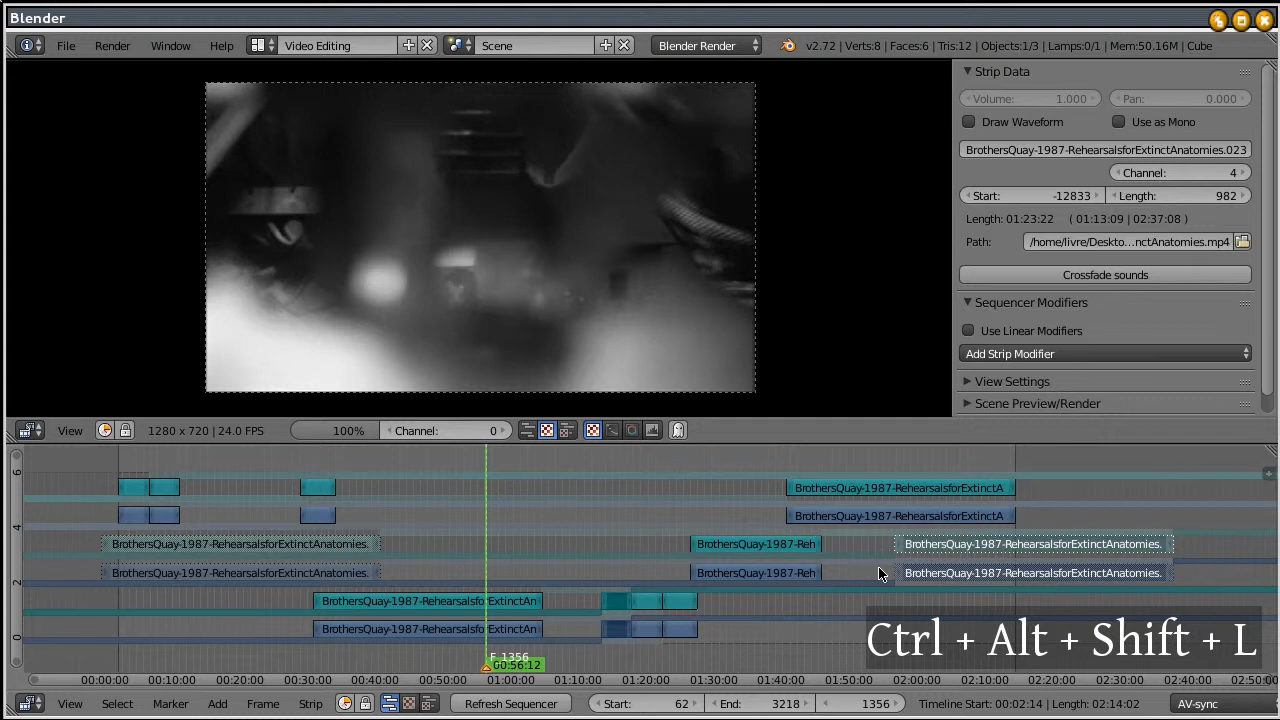 Blender
File Render Window Help Video Editing Scene Blender Render v2.72 | Verts:8 | Faces:6 | Tris:12 | Objects:1/3 | Lamps:0/1 | Mem:50.16M | Cube
Strip Data
Volume: 1.000 Pan: 0.000
Draw Waveform Use as Mono
BrothersQuay-1987-RehearsalsforExtinctAnatomies.023
Channel: 4
Start: -12833 Length: 982
Length: 01:23:22 ( 01:13:09 | 02:37:08 )
Path: /home/livre/Deskto...nctAnatomies.mp4
Crossfade sounds
Sequencer Modifiers
Use Linear Modifiers
Add Strip Modifier
View Settings
Scene Preview/Render
View 1280 x 720 | 24.0 FPS 100% Channel: 0
6
BrothersQuay-1987-RehearsalsforExtinctA
4 BrothersQuay-1987-RehearsalsforExtinctA
BrothersQuay-1987-RehearsalsforExtinctAnatomies. BrothersQuay-1987-Reh BrothersQuay-1987-RehearsalsforExtinctAnatomies.
2 BrothersQuay-1987-RehearsalsforExtinctAnatomies. BrothersQuay-1987-Reh BrothersQuay-1987-RehearsalsforExtinctAnatomies.
BrothersQuay-1987-RehearsalsforExtinctAn
0 BrothersQuay-1987-RehearsalsforExtinctAn
Ctrl + Alt + Shift + L
F 1356
00:56:12
00:00:00 00:10:00 00:20:00 00:30:00 00:40:00 00:50:00 01:00:00 01:10:00 01:20:00 01:30:00 01:40:00 01:50:00 02:00:00 02:10:00 02:20:00 02:30:00 02:40:00 02:50:00
View Select Marker Add Frame Strip Refresh Sequencer Start: 62 End: 3218 1356 Timeline Start: 00:02:14 | Length: 02:14:02 AV-sync